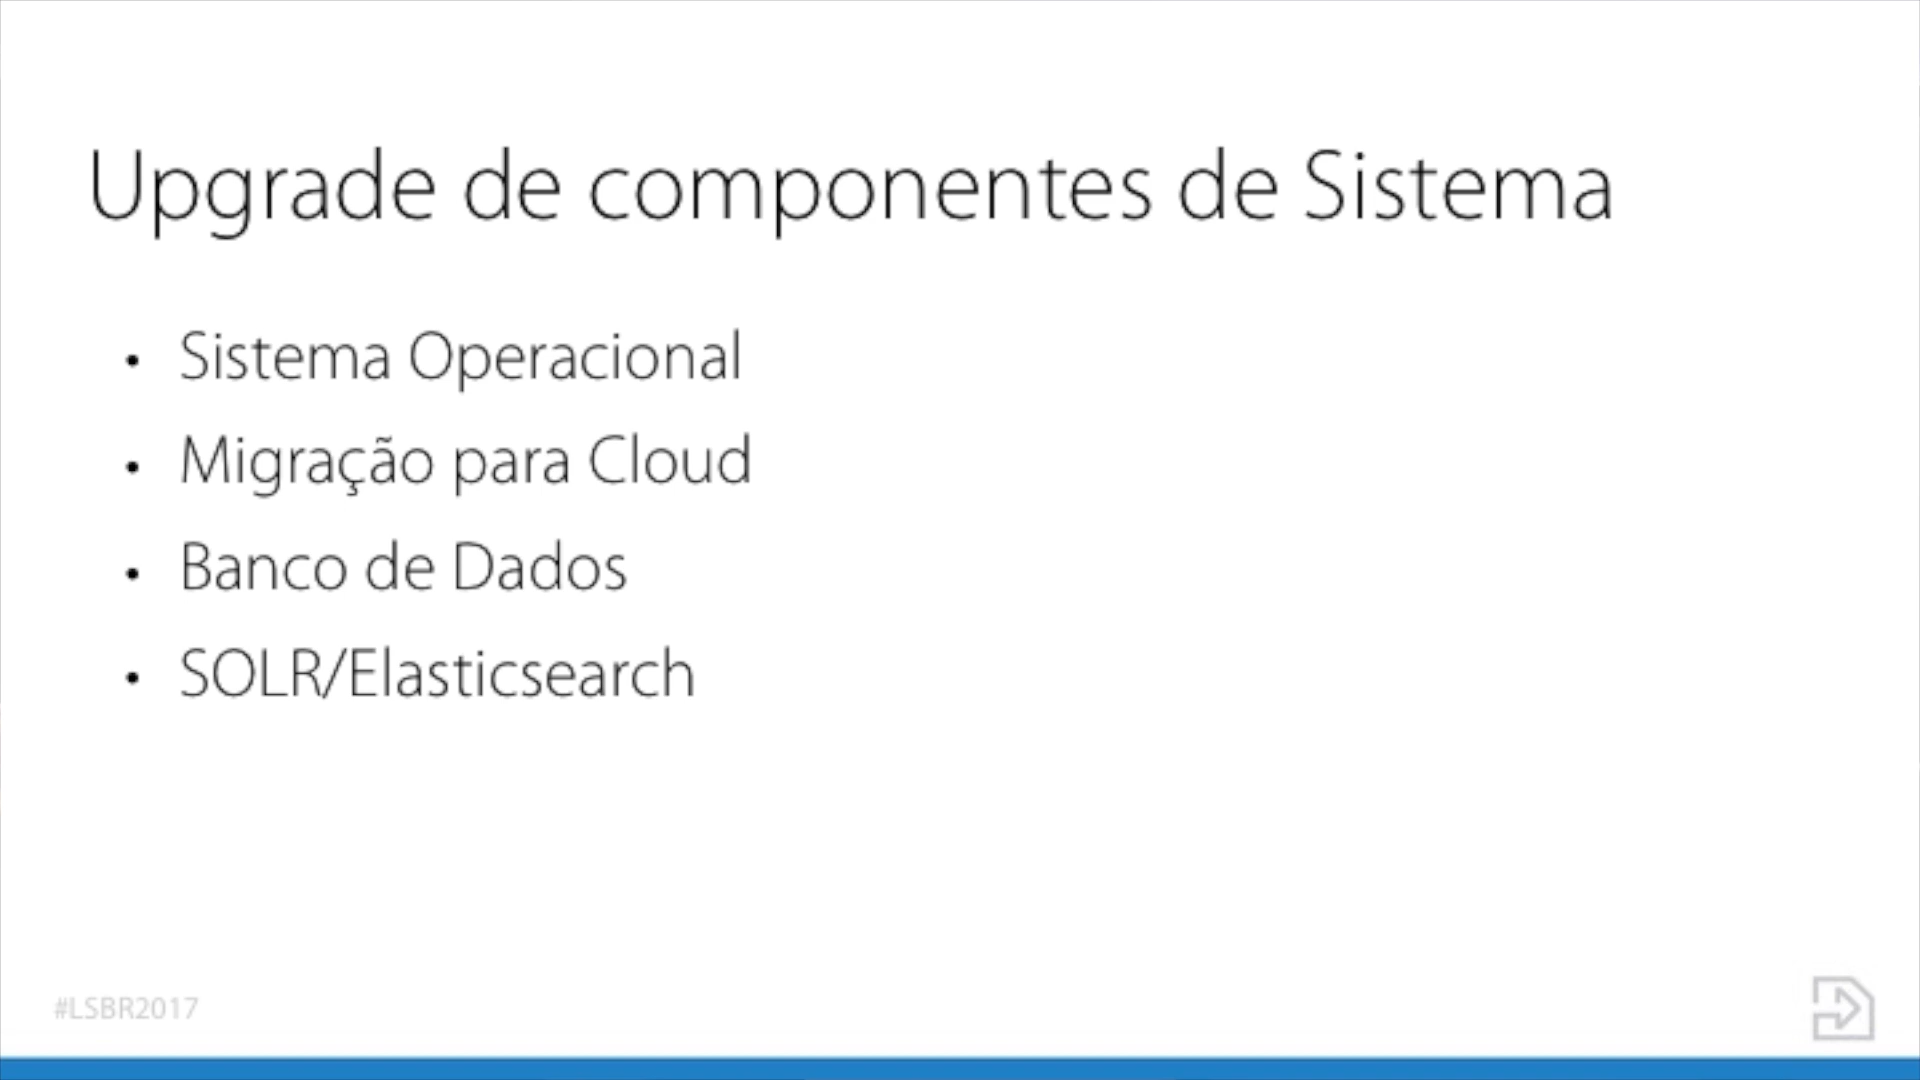 Upgrade de componentes de Sistema
• Sistema Operacional
• Migração para Cloud
• Banco de Dados
• SOLR/Elasticsearch
#LSBR2017